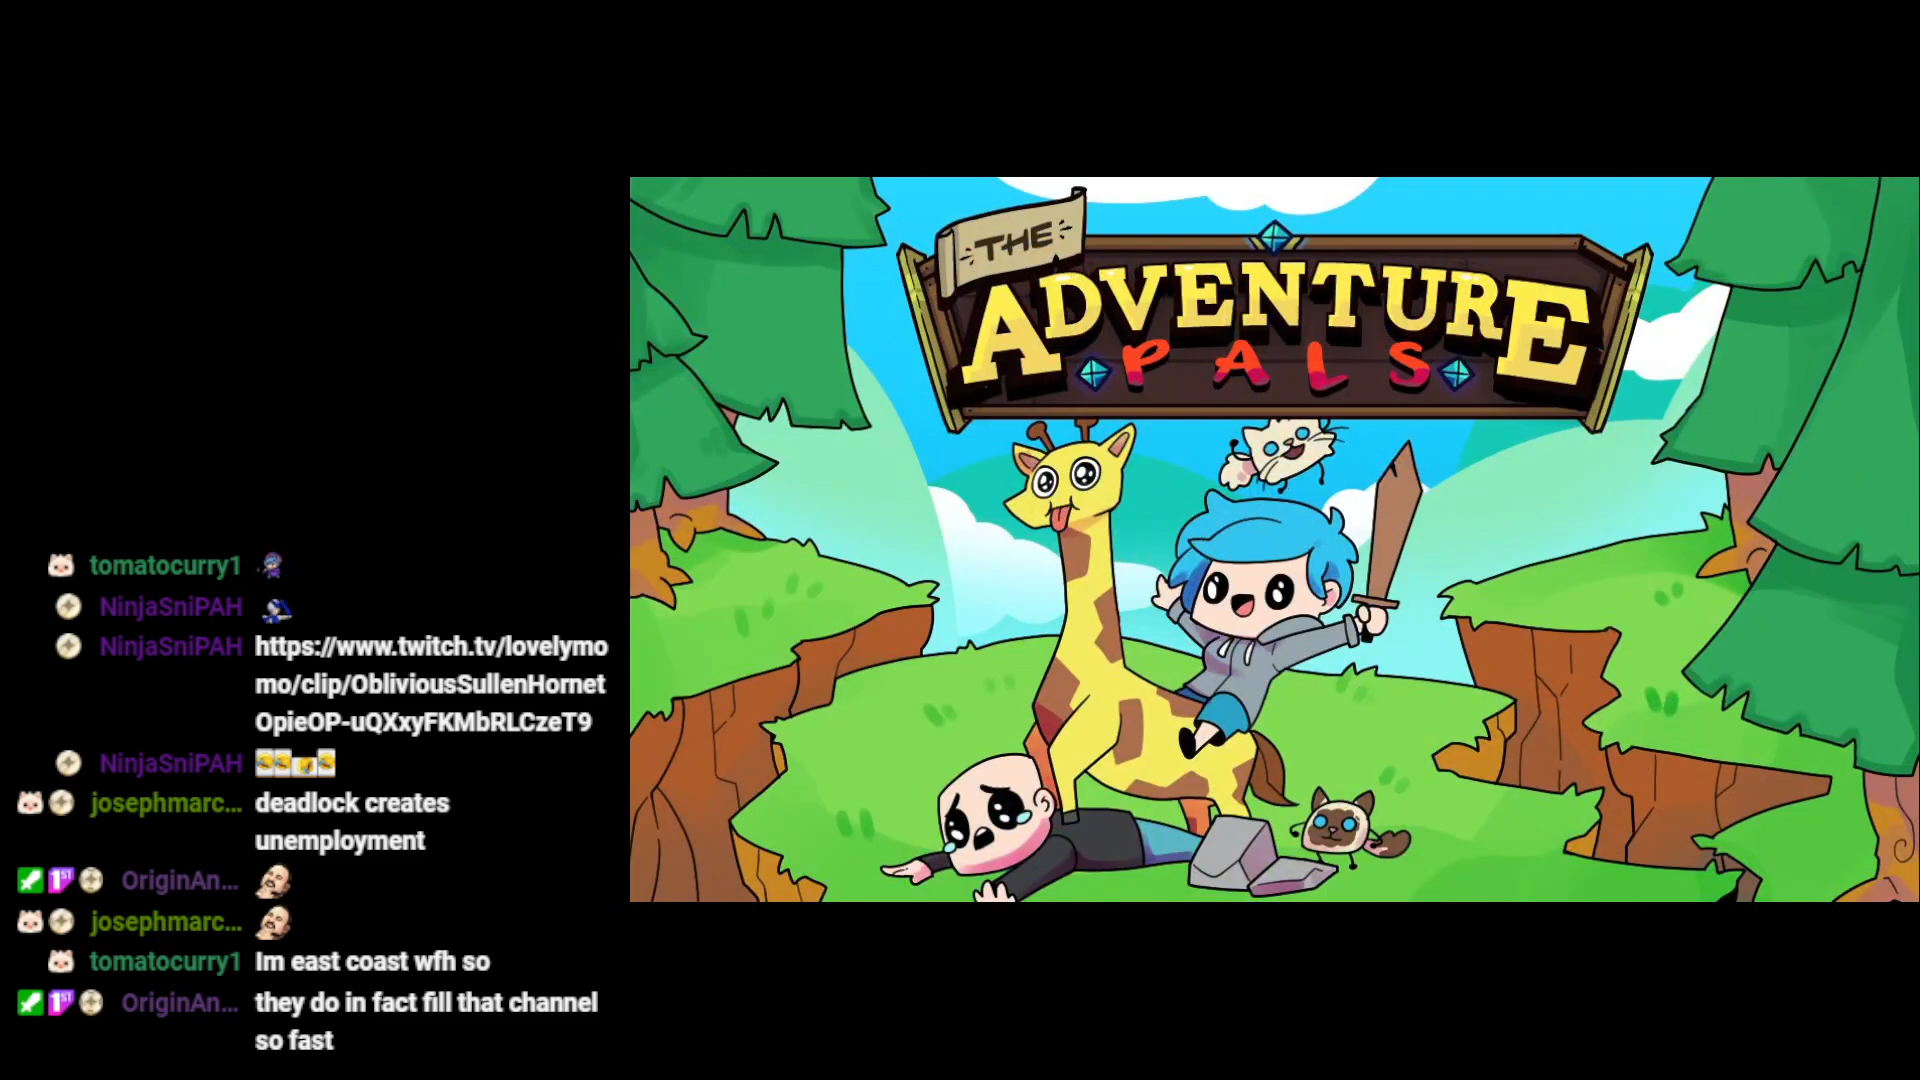 THE
ADVENTURE
PALS
tomatocurry1
NinjaSniPAH
NinjaSniPAH https://www.twitch.tv/lovelymo
mo/clip/ObliviousSullenHornet
OpieOP-uQXxyFKMbRLCzeT9
NinjaSniPAH
josephmarc... deadlock creates
unemployment
1ST OriginAn...
josephmarc...
tomatocurry1 Im east coast wfh so
1ST OriginAn... they do in fact fill that channel
so fast